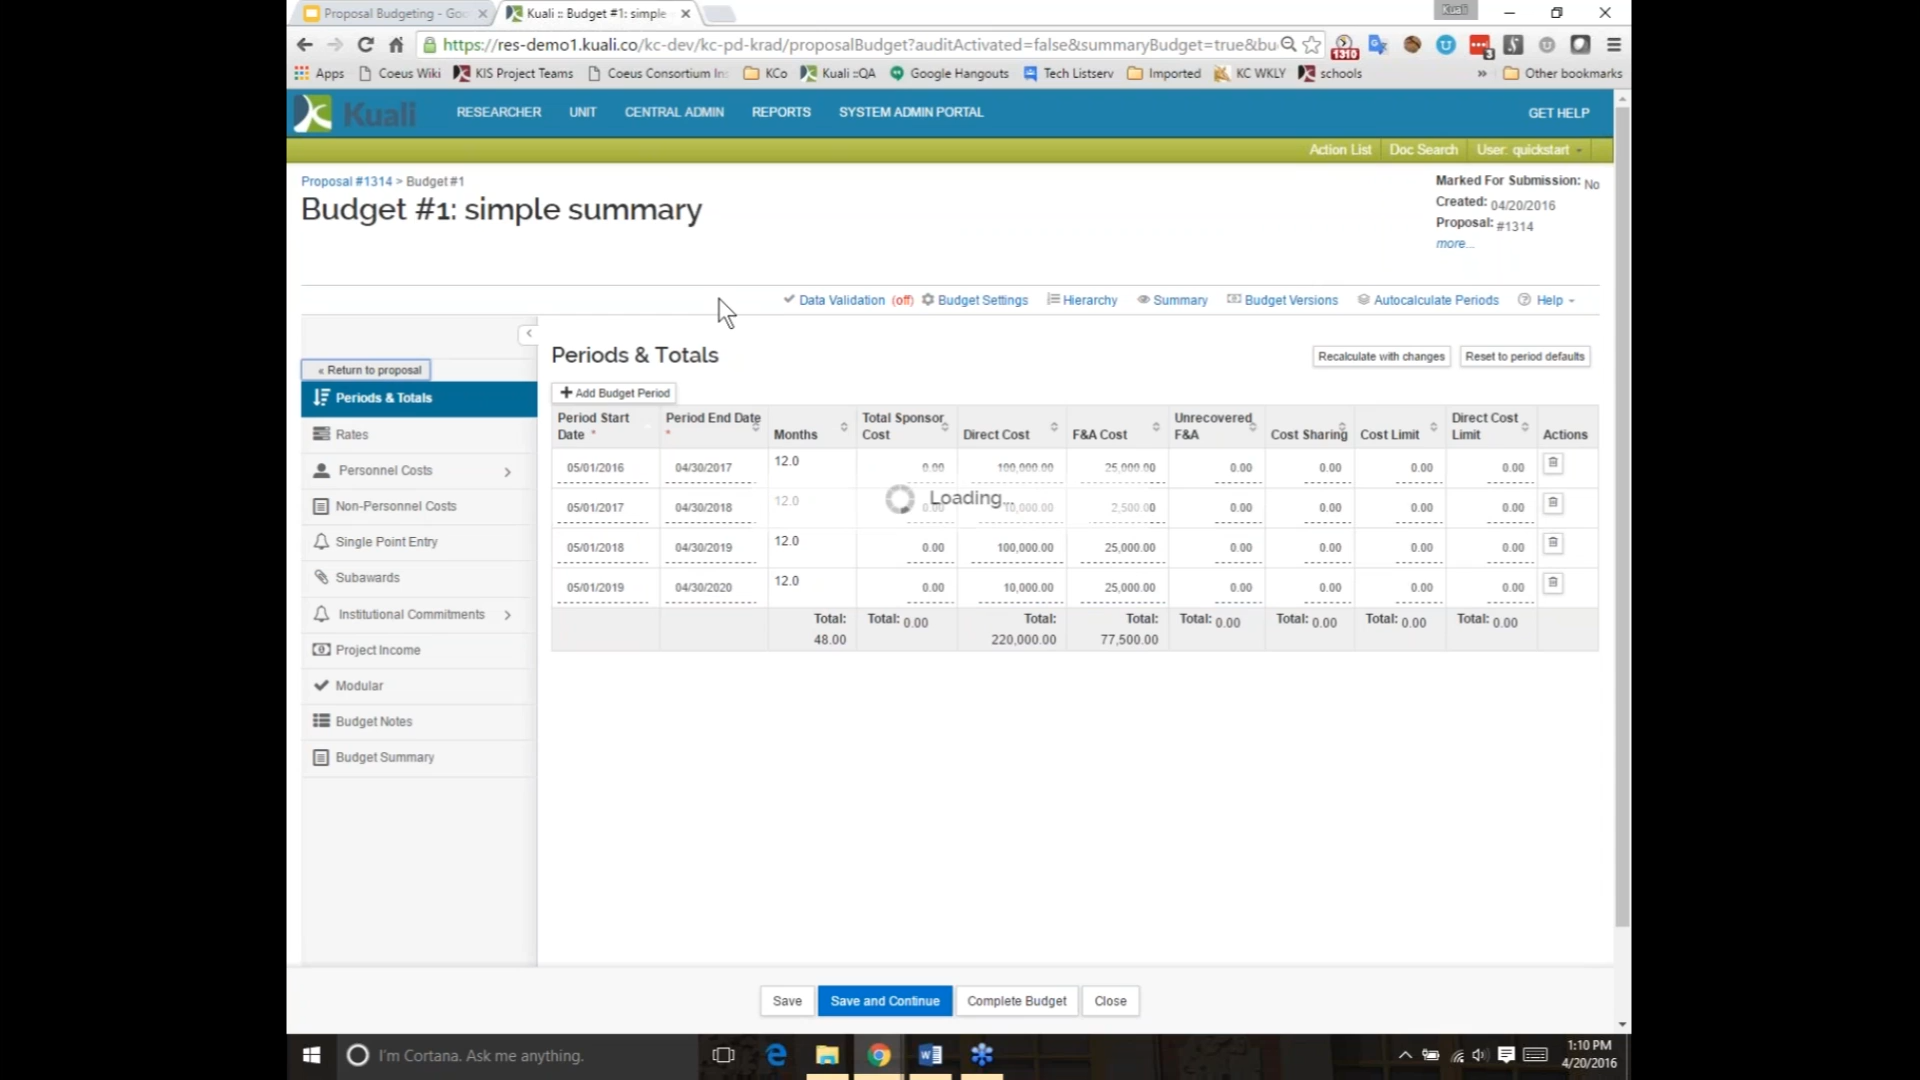 Proposal Budgeting - Goo
Kuali :: Budget #1: simple
Kuali
https://res-demo1.kuali.co/kc-dev/kc-pd-krad/proposalBudget?auditActivated=false&summaryBudget=true&bu
1310
3
Apps Coeus Wiki KIS Project Teams Coeus Consortium In KCo Kuali ::QA Google Hangouts Tech Listserv Imported KC WKLY schools » Other bookmarks
Kuali RESEARCHER UNIT CENTRAL ADMIN REPORTS SYSTEM ADMIN PORTAL GET HELP
Action List Doc Search User: quickstart
Proposal #1314 > Budget #1
Budget #1: simple summary
Marked For Submission: No
Created: 04/20/2016
Proposal: #1314
more...
Data Validation (off) Budget Settings Hierarchy Summary Budget Versions Autocalculate Periods Help
« Return to proposal
Periods & Totals
Rates
Personnel Costs
Non-Personnel Costs
Single Point Entry
Subawards
Institutional Commitments
Project Income
Modular
Budget Notes
Budget Summary
Periods & Totals
Recalculate with changes Reset to period defaults
Add Budget Period
Period Start Date * Period End Date * Months Total Sponsor Cost Direct Cost F&A Cost Unrecovered F&A Cost Sharing Cost Limit Direct Cost Limit Actions
05/01/2016 04/30/2017 12.0 0.00 100,000.00 25,000.00 0.00 0.00 0.00 0.00
05/01/2017 04/30/2018 12.0 0.00 10,000.00 2,500.00 0.00 0.00 0.00 0.00
Loading...
05/01/2018 04/30/2019 12.0 0.00 100,000.00 25,000.00 0.00 0.00 0.00 0.00
05/01/2019 04/30/2020 12.0 0.00 10,000.00 25,000.00 0.00 0.00 0.00 0.00
Total: 48.00 Total: 0.00 Total: 220,000.00 Total: 77,500.00 Total: 0.00 Total: 0.00 Total: 0.00 Total: 0.00
Save Save and Continue Complete Budget Close
I'm Cortana. Ask me anything.
1:10 PM
4/20/2016